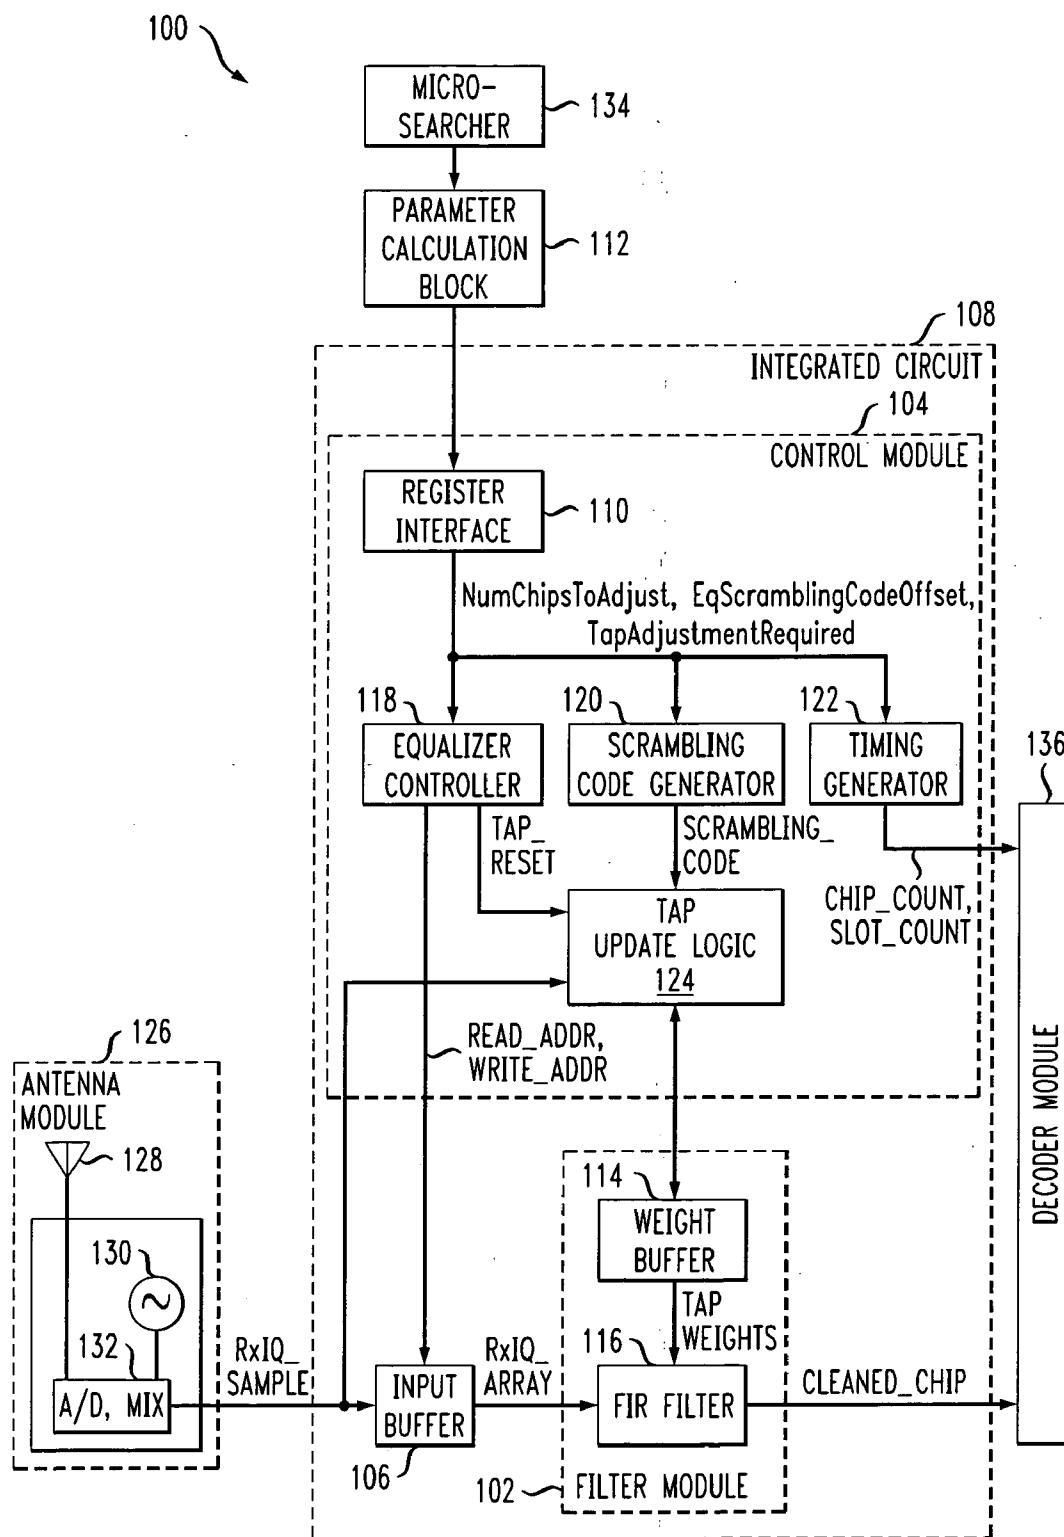 100
MICRO-
SEARCHER
134
PARAMETER
CALCULATION
BLOCK
112
108
INTEGRATED CIRCUIT
104
CONTROL MODULE
REGISTER
INTERFACE
110
NumChipsToAdjust, EqScramblingCodeOffset,
TapAdjustmentRequired
118
EQUALIZER
CONTROLLER
120
SCRAMBLING
CODE GENERATOR
122
TIMING
GENERATOR
136
TAP_
RESET
SCRAMBLING_
CODE
CHIP_COUNT,
SLOT_COUNT
TAP
UPDATE LOGIC
124
READ_ADDR,
WRITE_ADDR
DECODER MODULE
126
ANTENNA
MODULE
128
130
132
A/D, MIX
RxIQ_
SAMPLE
INPUT
BUFFER
106
RxIQ_
ARRAY
114
WEIGHT
BUFFER
TAP
WEIGHTS
116
FIR FILTER
CLEANED_CHIP
102
FILTER MODULE